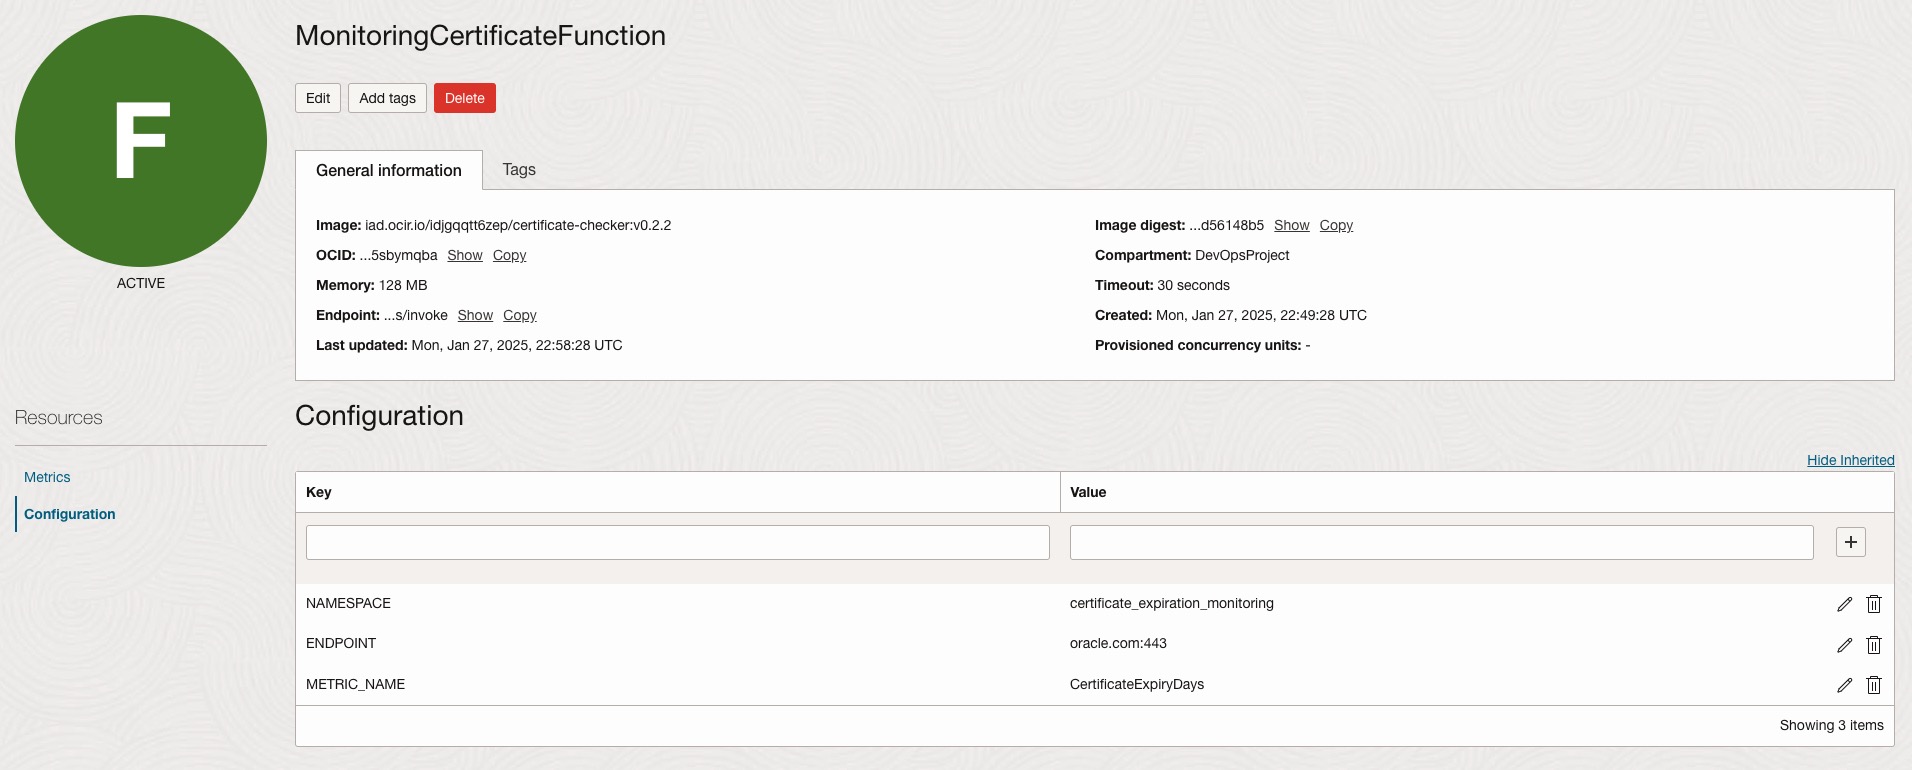 F
ACTIVE
MonitoringCertificateFunction
Edit Add tags Delete
General information Tags
Image: iad.ocir.io/idjgqqtt6zep/certificate-checker:v0.2.2
OCID: ...5sbymqba Show Copy
Memory: 128 MB
Endpoint: ...s/invoke Show Copy
Last updated: Mon, Jan 27, 2025, 22:58:28 UTC
Image digest: ...d56148b5 Show Copy
Compartment: DevOpsProject
Timeout: 30 seconds
Created: Mon, Jan 27, 2025, 22:49:28 UTC
Provisioned concurrency units: -
Resources
Metrics
Configuration
Configuration
Hide Inherited
Key Value
+
NAMESPACE certificate_expiration_monitoring
ENDPOINT oracle.com:443
METRIC_NAME CertificateExpiryDays
Showing 3 items